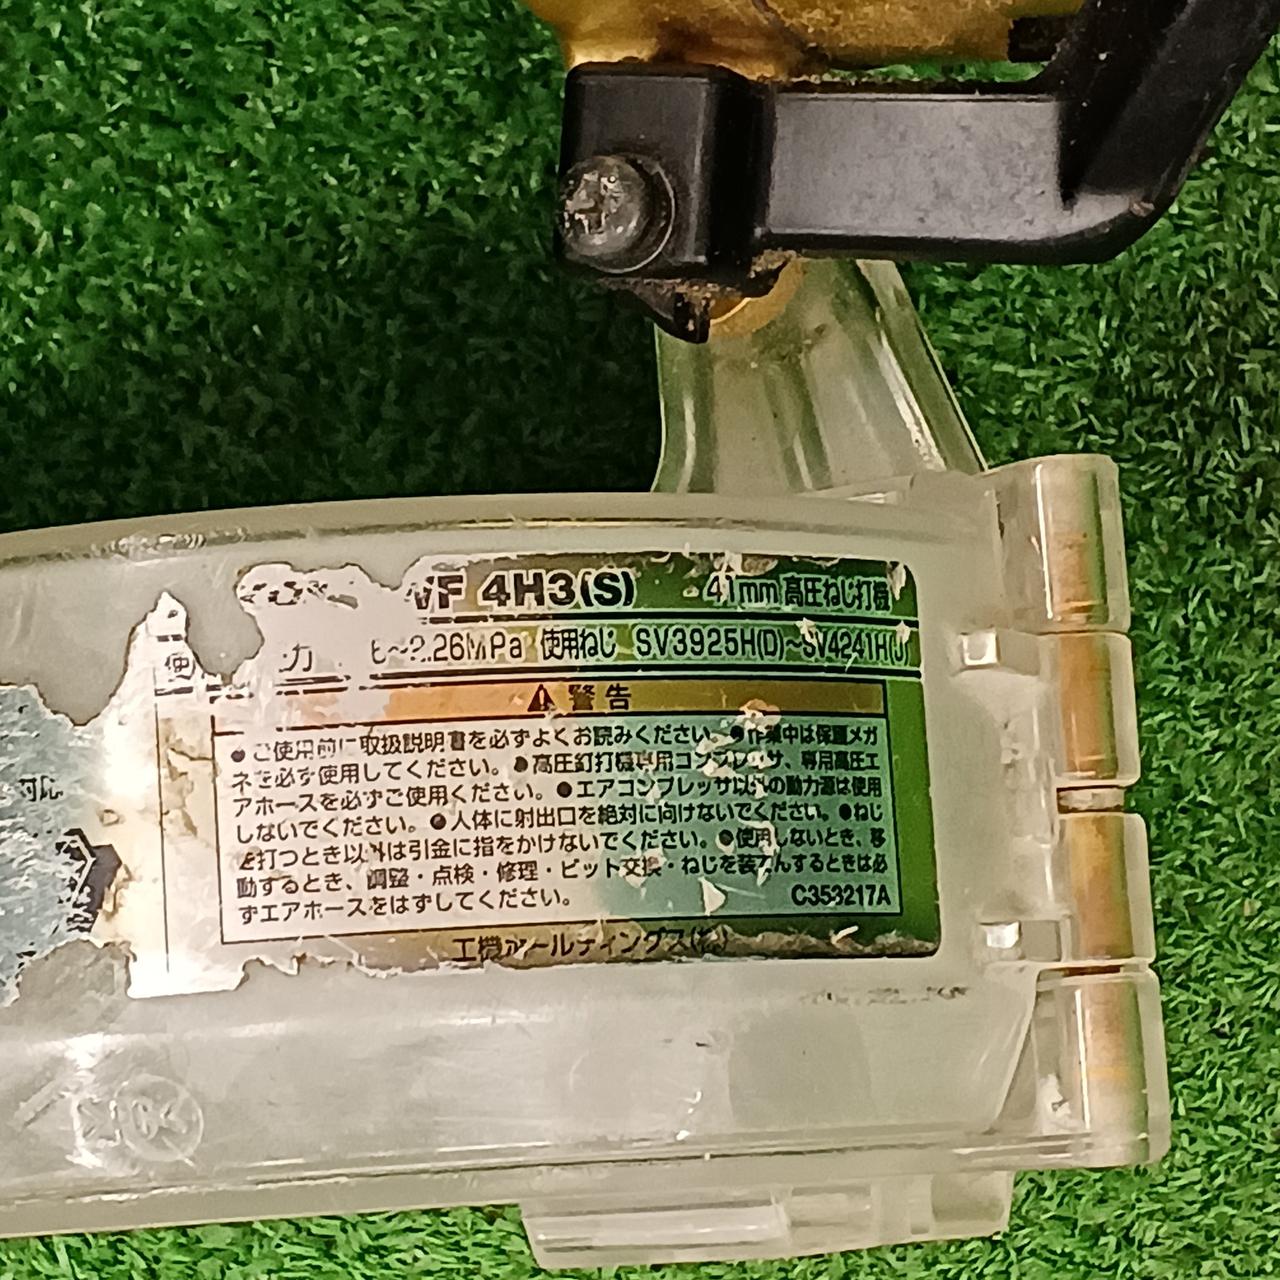 WF 4H3(S) 41mm 高圧ねじ打機
使 力 ～2.26MPa 使用ねじ SV3925H(D)～SV4241H(J)
警告
●ご使用前に取扱説明書を必ずよくお読みください。●作業中は保護メガ
ネを必ず使用してください。●高圧釘打機専用コンプレッサ、専用高圧エ
アホースを必ずご使用ください。●エアコンプレッサ以外の動力源は使用
しないでください。●人体に射出口を絶対に向けないでください。●ねじ
を打つとき以外は引金に指をかけないでください。●使用しないとき、移
動するとき、調整・点検・修理・ビット交換・ねじを装てんするときは必
ずエアホースをはずしてください。 C353217A
工機ホールディングス(株)
対応